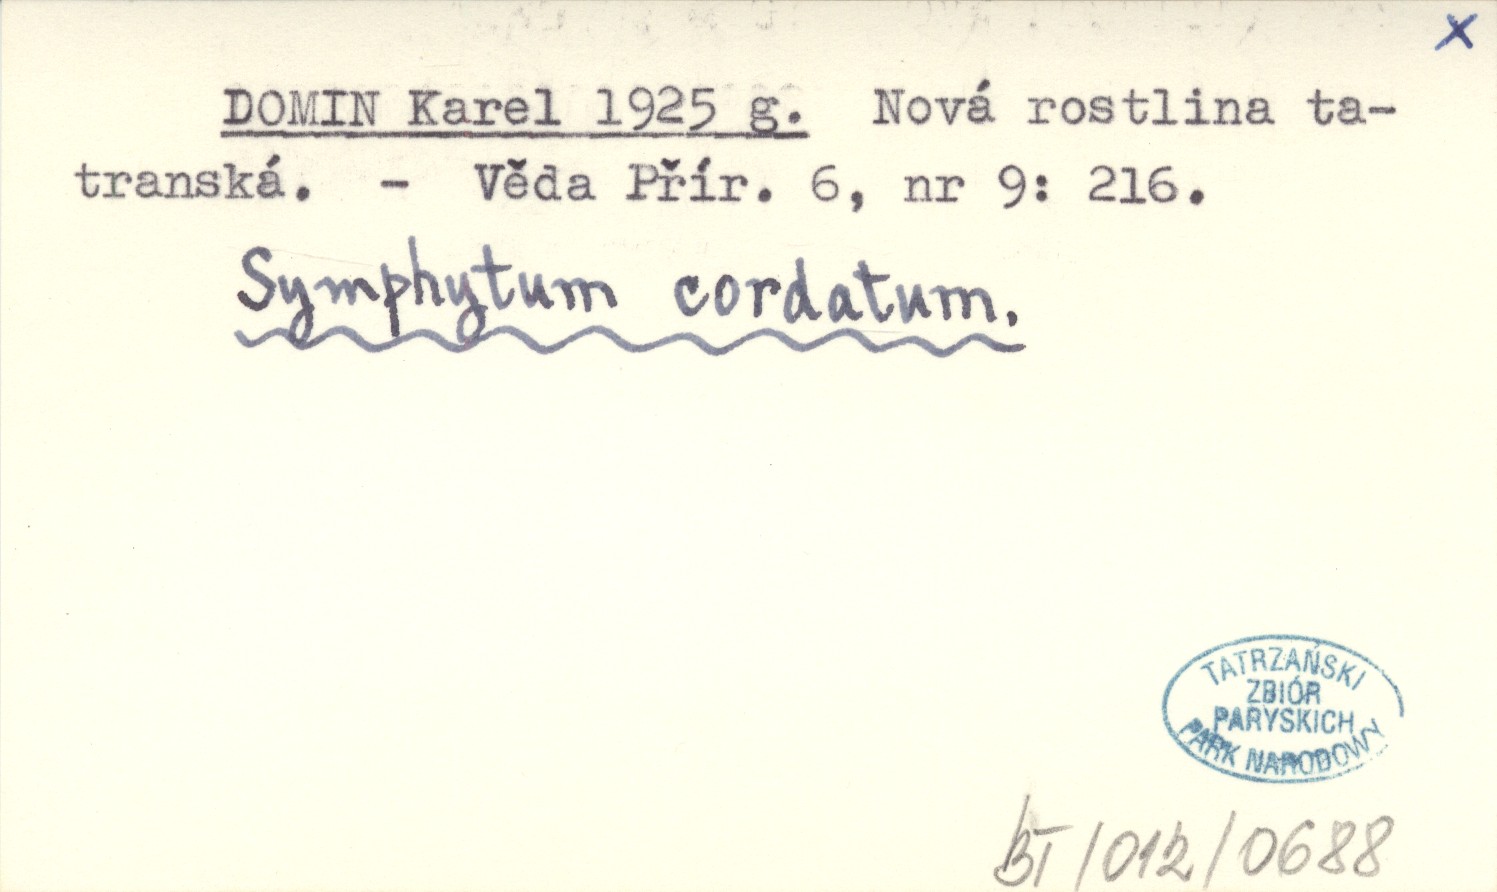 x
DOMIN Karel 1925 g. Nová rostlina ta-
transká. - Věda Přír. 6, nr 9: 216.
Symphytum cordatum.
TATRZAŃSKI
ZBIÓR
PARYSKICH
PARK NARODOWY
BT/012/0688